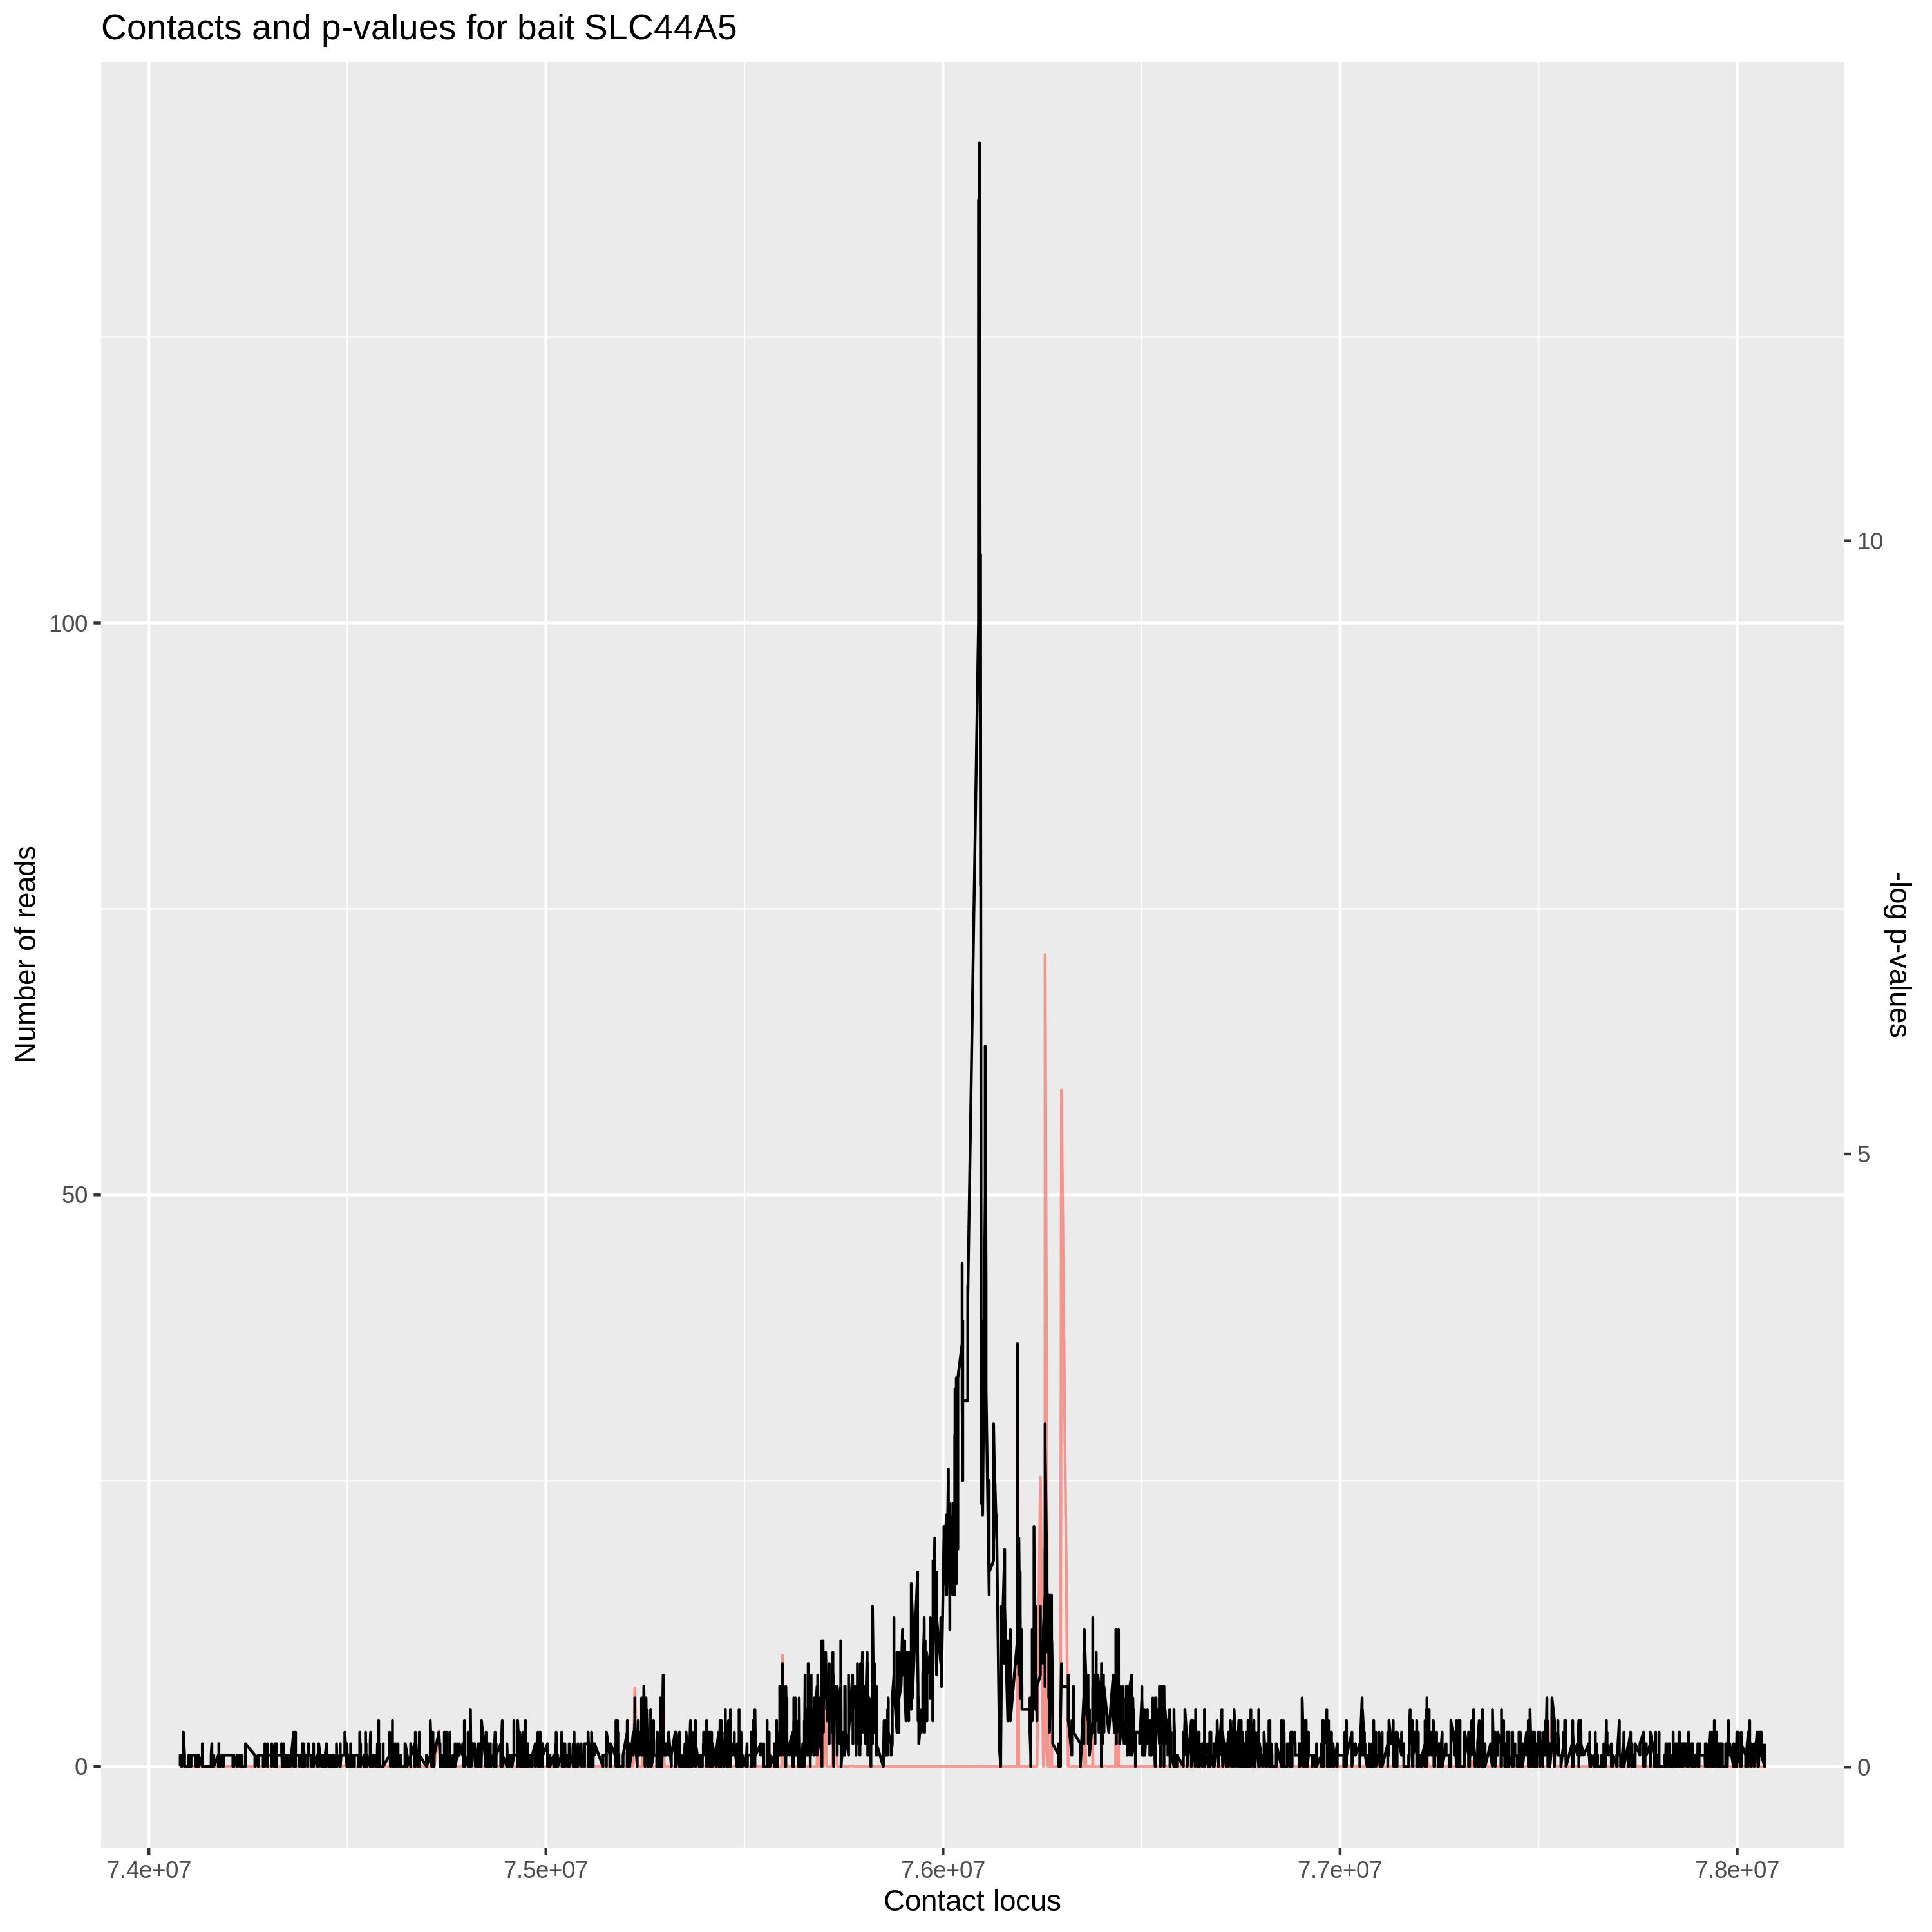 Contacts and p-values for bait SLC44A5
Number of reads
100
50
0
10
5
0
-log p-values
7.4e+07 7.5e+07 7.6e+07 7.7e+07 7.8e+07
Contact locus